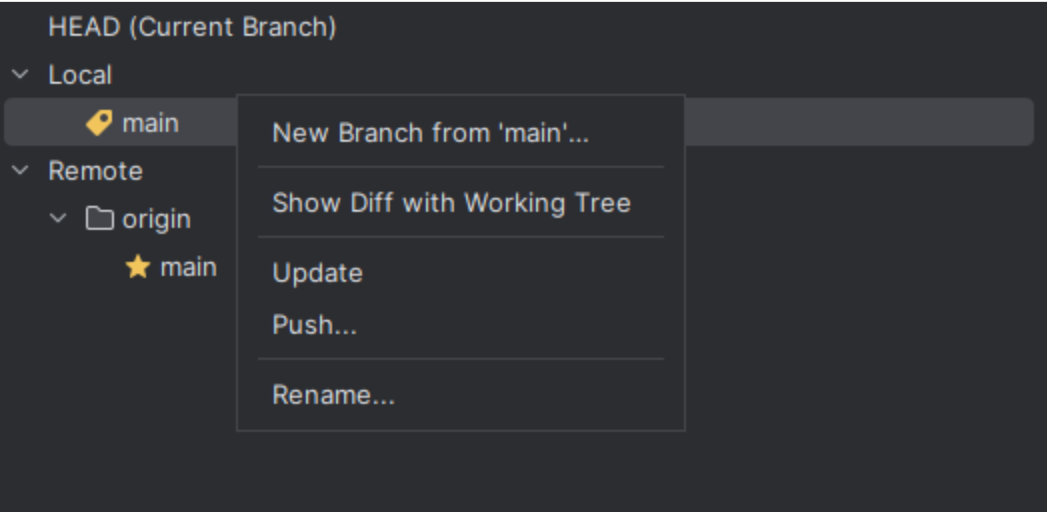 HEAD (Current Branch)
Local
main
New Branch from 'main'...
Remote
Show Diff with Working Tree
origin
main
Update
Push...
Rename...